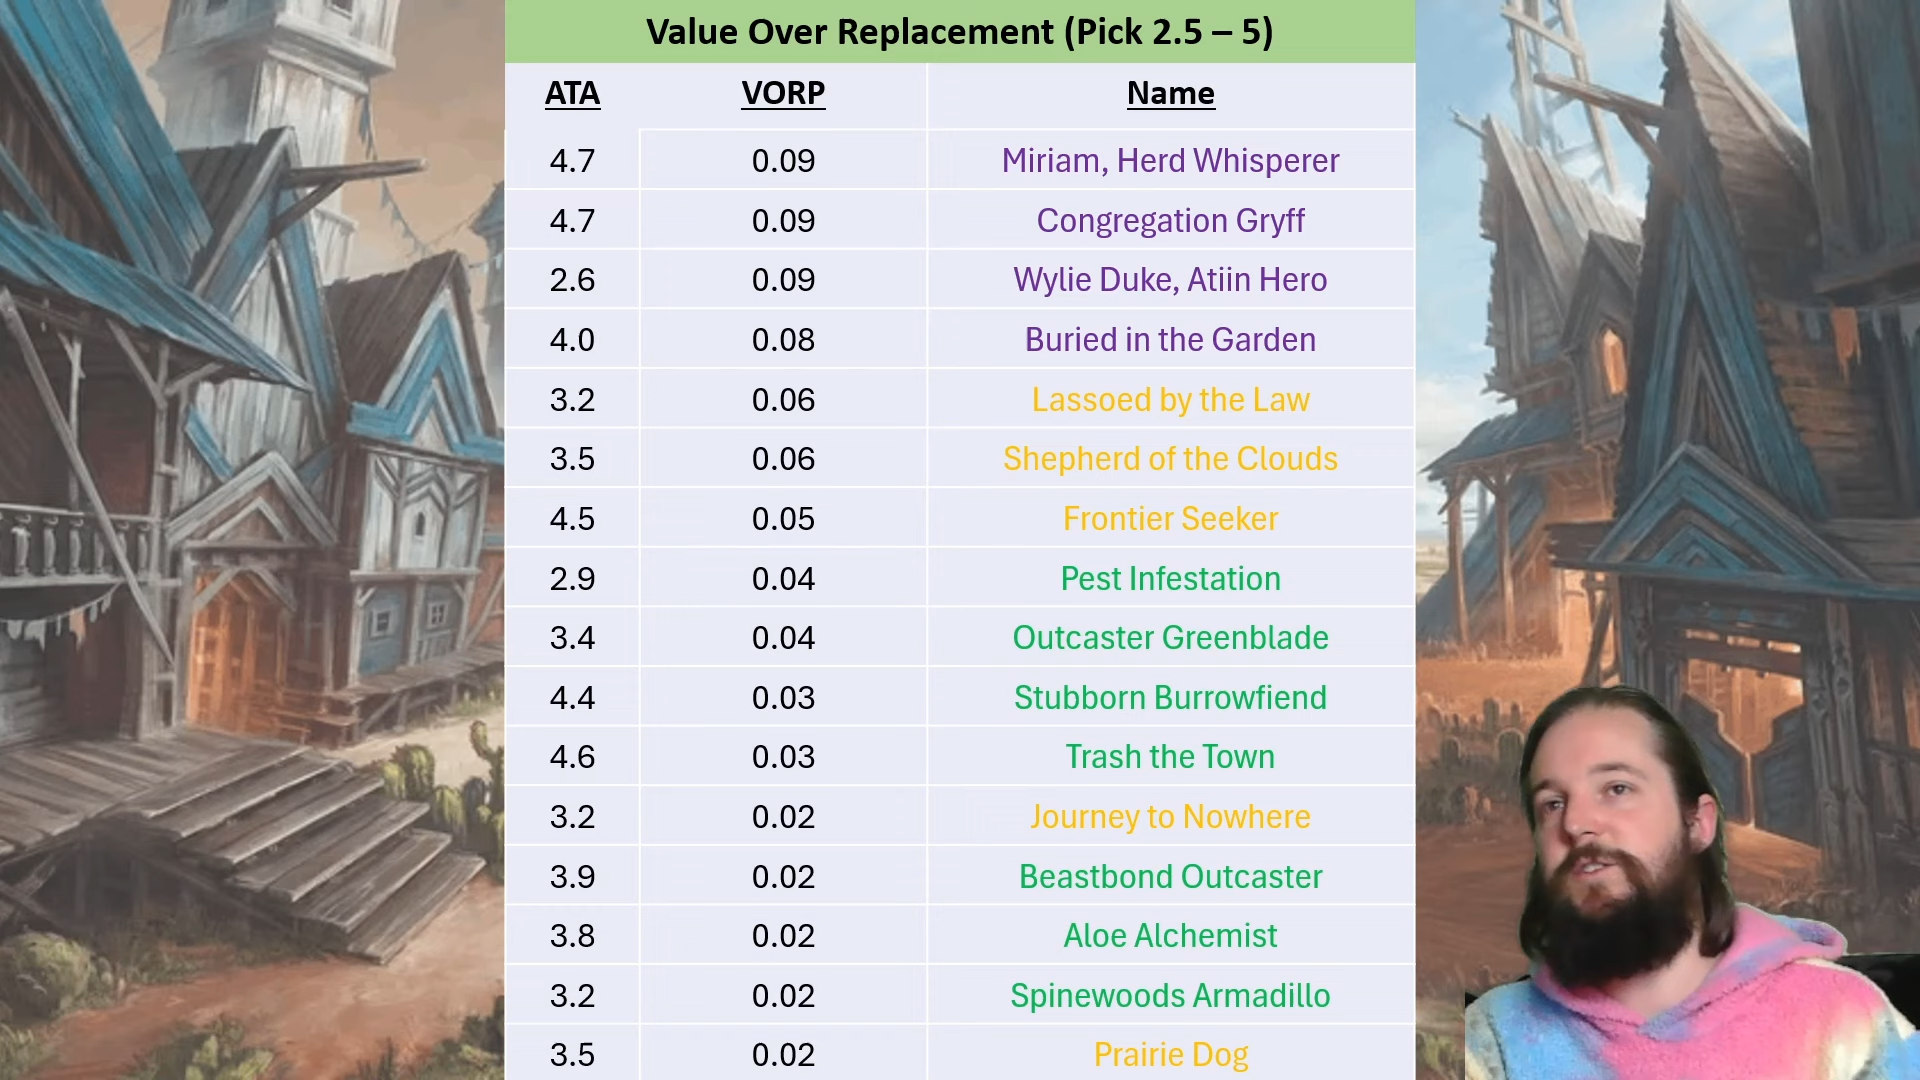 Value Over Replacement (Pick 2.5 – 5)
ATA VORP Name
4.7 0.09 Miriam, Herd Whisperer
4.7 0.09 Congregation Gryff
2.6 0.09 Wylie Duke, Atiin Hero
4.0 0.08 Buried in the Garden
3.2 0.06 Lassoed by the Law
3.5 0.06 Shepherd of the Clouds
4.5 0.05 Frontier Seeker
2.9 0.04 Pest Infestation
3.4 0.04 Outcaster Greenblade
4.4 0.03 Stubborn Burrowfiend
4.6 0.03 Trash the Town
3.2 0.02 Journey to Nowhere
3.9 0.02 Beastbond Outcaster
3.8 0.02 Aloe Alchemist
3.2 0.02 Spinewoods Armadillo
3.5 0.02 Prairie Dog